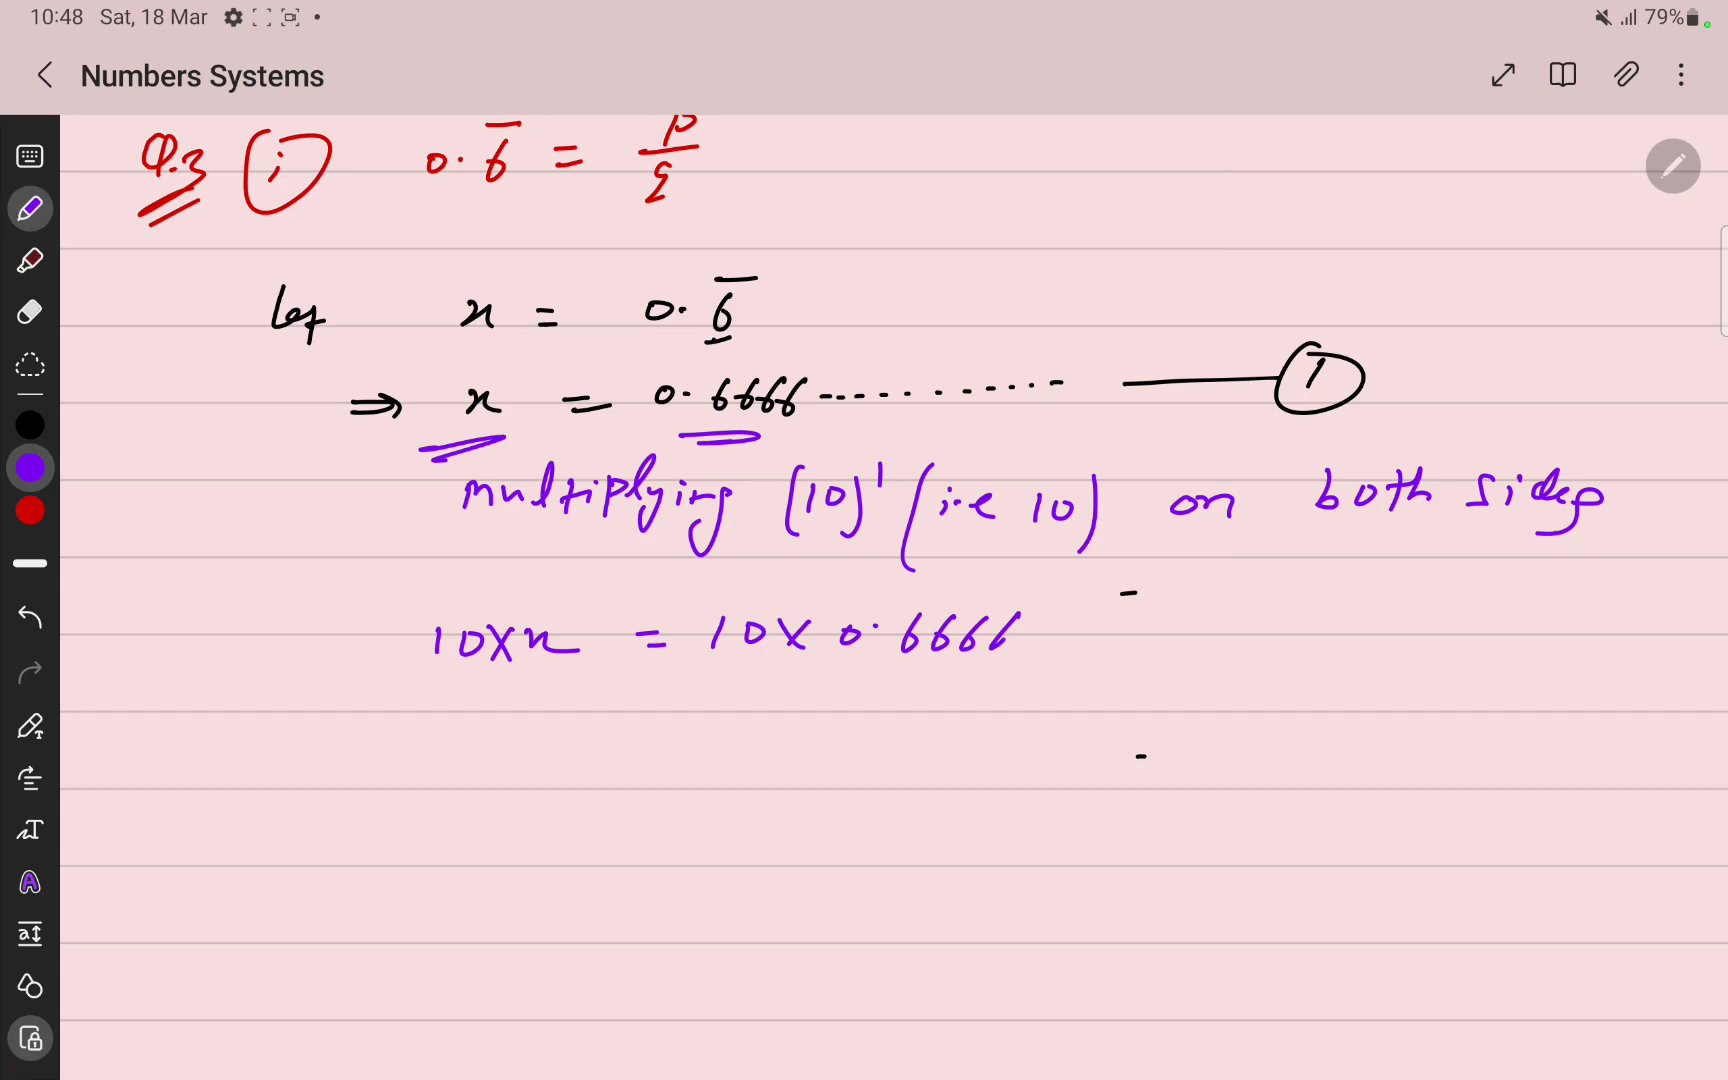 10:48 Sat, 18 Mar 79%
Numbers Systems
Q.3 (i) 0.6̅ = p/q
let x = 0.6̅
⇒ x = 0.6666............ ——— (1)
multiplying (10)¹ (i.e 10) on both sides
10×x = 10×0.6666